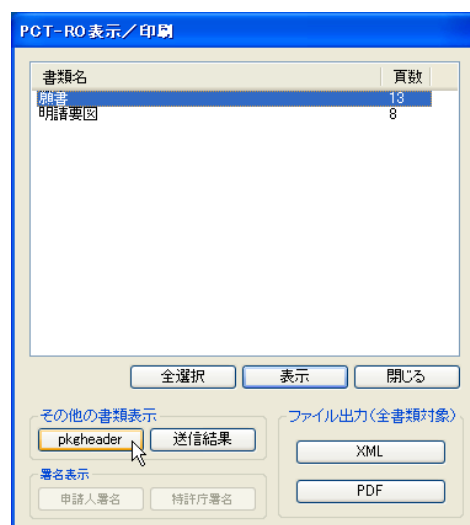 PCT-RO表示／印刷
書類名 頁数
願書 13
明請要図 8
全選択 表示 閉じる
その他の書類表示 ファイル出力(全書類対象)
pkgheader 送信結果 XML
署名表示
申請人署名 特許庁署名 PDF